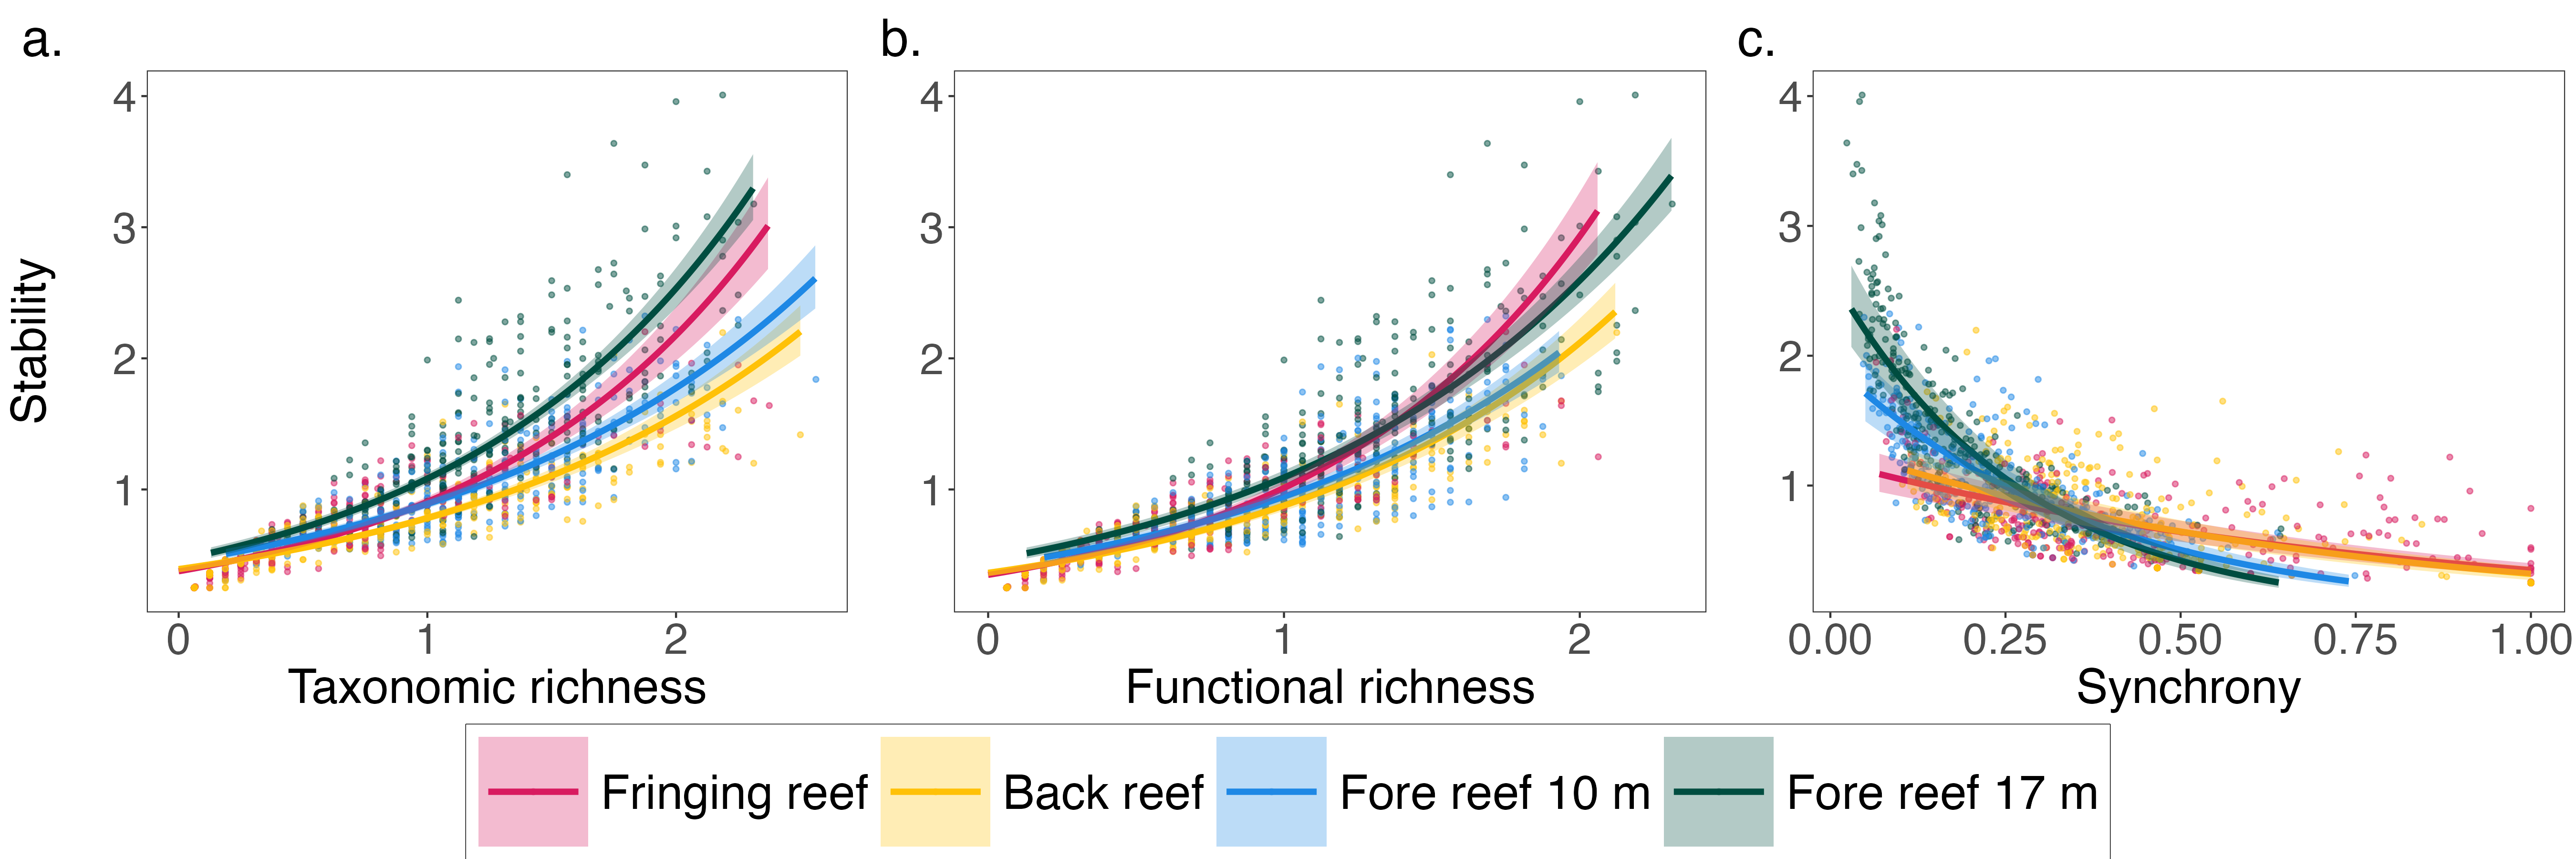 a.
b.
c.
Stability
4
3
2
1
0
1
2
Taxonomic richness
4
3
2
1
0
1
2
Functional richness
4
3
2
1
0.00
0.25
0.50
0.75
1.00
Synchrony
Fringing reef
Back reef
Fore reef 10 m
Fore reef 17 m